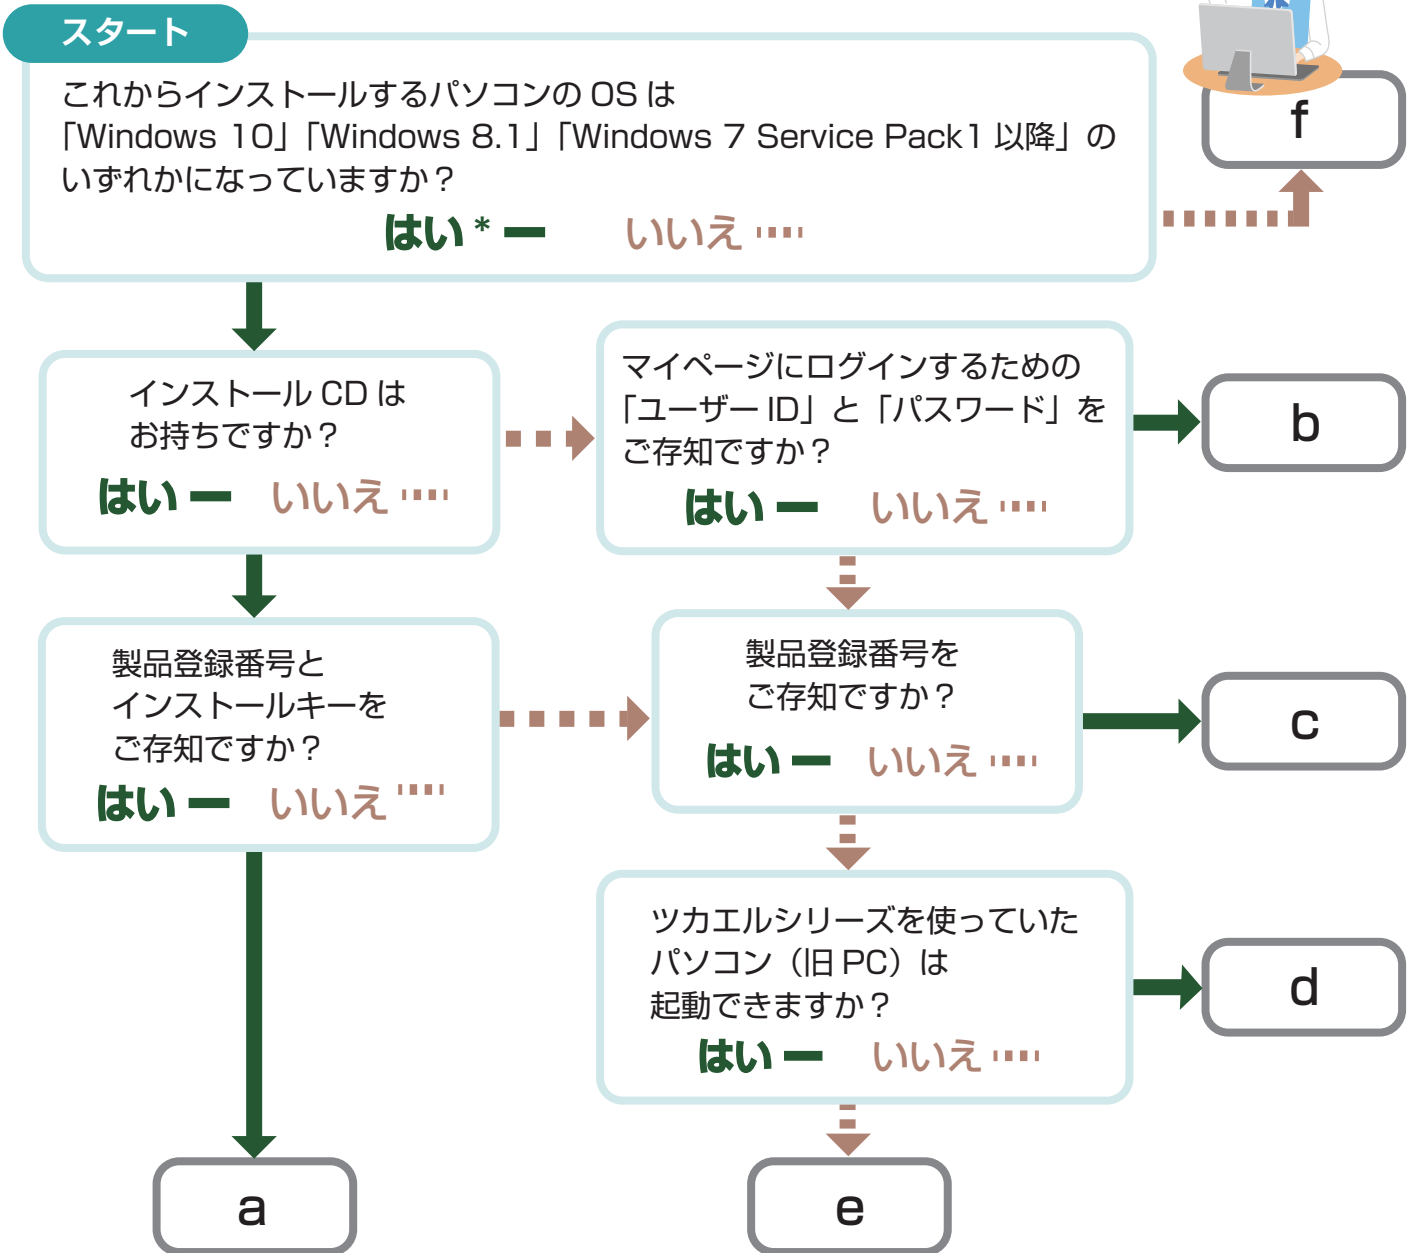 スタート
これからインストールするパソコンの OS は
「Windows 10」「Windows 8.1」「Windows 7 Service Pack1 以降」の
いずれかになっていますか？
はい * いいえ
f
インストール CD は
お持ちですか？
はい いいえ
マイページにログインするための
「ユーザー ID」と「パスワード」を
ご存知ですか？
はい いいえ
b
製品登録番号と
インストールキーを
ご存知ですか？
はい いいえ
製品登録番号を
ご存知ですか？
はい いいえ
c
ツカエルシリーズを使っていた
パソコン（旧 PC）は
起動できますか？
はい いいえ
d
a
e